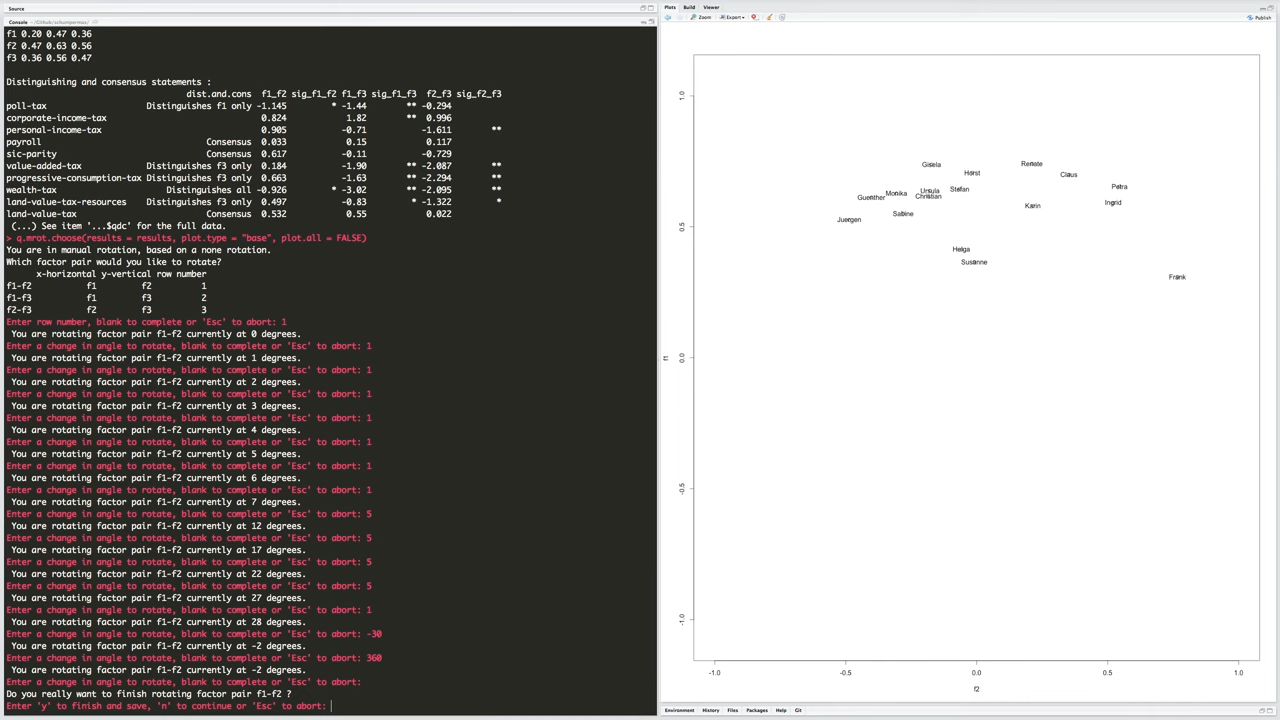 Source
Console ~/GitHub/schumpermas/
f1 1.00 0.47 0.36
f2 0.47 0.63 0.56
f3 0.36 0.56 0.47
Distinguishing and consensus statements :
dist.and.cons f1_f2 sig_f1_f2 f1_f3 sig_f1_f3 f2_f3 sig_f2_f3
poll-tax Distinguishes f1 only -1.145 * -1.44 ** -0.294
corporate-income-tax 0.824 1.82 ** 0.996
personal-income-tax 0.905 -0.71 -1.611 **
payroll Consensus 0.033 0.15 0.117
sic-parity Consensus 0.617 -0.11 -0.729
value-added-tax Distinguishes f3 only 0.184 -1.90 ** -2.087 **
progressive-consumption-tax Distinguishes f3 only 0.663 -1.63 ** -2.294 **
wealth-tax Distinguishes all -0.926 * -3.02 ** -2.095 **
land-value-tax-resources Distinguishes f3 only 0.497 -0.83 * -1.322 *
land-value-tax Consensus 0.532 0.55 0.022
(...) See item '...$qdc' for the full data.
> q.mrot.choose(results = results, plot.type = "base", plot.all = FALSE)
You are in manual rotation, based on a none rotation
Which factor pair would you like to rotate?
x-horizontal y-vertical row number
f1-f2 f1 f2 1
f1-f3 f1 f3 2
f2-f3 f2 f3 3
Enter row number, blank to complete or 'Esc' to abort: 1
You are rotating factor pair f1-f2 currently at 0 degrees.
Enter a change in angle to rotate, blank to complete or 'Esc' to abort: 1
You are rotating factor pair f1-f2 currently at 1 degrees.
Enter a change in angle to rotate, blank to complete or 'Esc' to abort: 1
You are rotating factor pair f1-f2 currently at 2 degrees.
Enter a change in angle to rotate, blank to complete or 'Esc' to abort: 1
You are rotating factor pair f1-f2 currently at 3 degrees.
Enter a change in angle to rotate, blank to complete or 'Esc' to abort: 1
You are rotating factor pair f1-f2 currently at 4 degrees.
Enter a change in angle to rotate, blank to complete or 'Esc' to abort: 1
You are rotating factor pair f1-f2 currently at 5 degrees.
Enter a change in angle to rotate, blank to complete or 'Esc' to abort: 1
You are rotating factor pair f1-f2 currently at 6 degrees.
Enter a change in angle to rotate, blank to complete or 'Esc' to abort: 1
You are rotating factor pair f1-f2 currently at 7 degrees.
Enter a change in angle to rotate, blank to complete or 'Esc' to abort: 5
You are rotating factor pair f1-f2 currently at 12 degrees.
Enter a change in angle to rotate, blank to complete or 'Esc' to abort: 5
You are rotating factor pair f1-f2 currently at 17 degrees.
Enter a change in angle to rotate, blank to complete or 'Esc' to abort: 5
You are rotating factor pair f1-f2 currently at 22 degrees.
Enter a change in angle to rotate, blank to complete or 'Esc' to abort: 5
You are rotating factor pair f1-f2 currently at 27 degrees.
Enter a change in angle to rotate, blank to complete or 'Esc' to abort: 1
You are rotating factor pair f1-f2 currently at 28 degrees.
Enter a change in angle to rotate, blank to complete or 'Esc' to abort: -30
You are rotating factor pair f1-f2 currently at -2 degrees.
Enter a change in angle to rotate, blank to complete or 'Esc' to abort: 360
You are rotating factor pair f1-f2 currently at -2 degrees.
Enter a change in angle to rotate, blank to complete or 'Esc' to abort:
Do you really want to finish rotating factor pair f1-f2 ?
Enter 'y' to finish and save, 'n' to continue or 'Esc' to abort:
Plots Build Viewer
Zoom Export Publish
1.0
0.5
0.0
-0.5
-1.0
f1
Gisela
Renate
Horst
Claus
Petra
Stefan
Ursula
Monika
Christian
Guenther
Ingrid
Karin
Sabine
Juergen
Helga
Susanne
Frank
-1.0 -0.5 0.0 0.5 1.0
f2
Environment History Files Packages Help Git